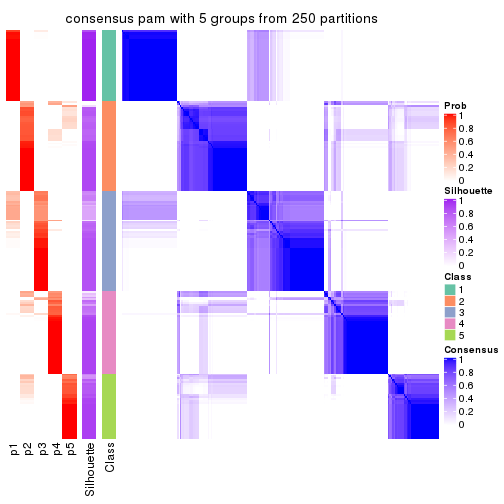 consensus pam with 5 groups from 250 partitions
Prob
1
0.8
0.6
0.4
0.2
0
Silhouette
1
0.8
0.6
0.4
0.2
0
Class
1
2
3
4
5
Consensus
1
0.8
0.6
0.4
0.2
0
p1
p2
p3
p4
p5
Silhouette
Class